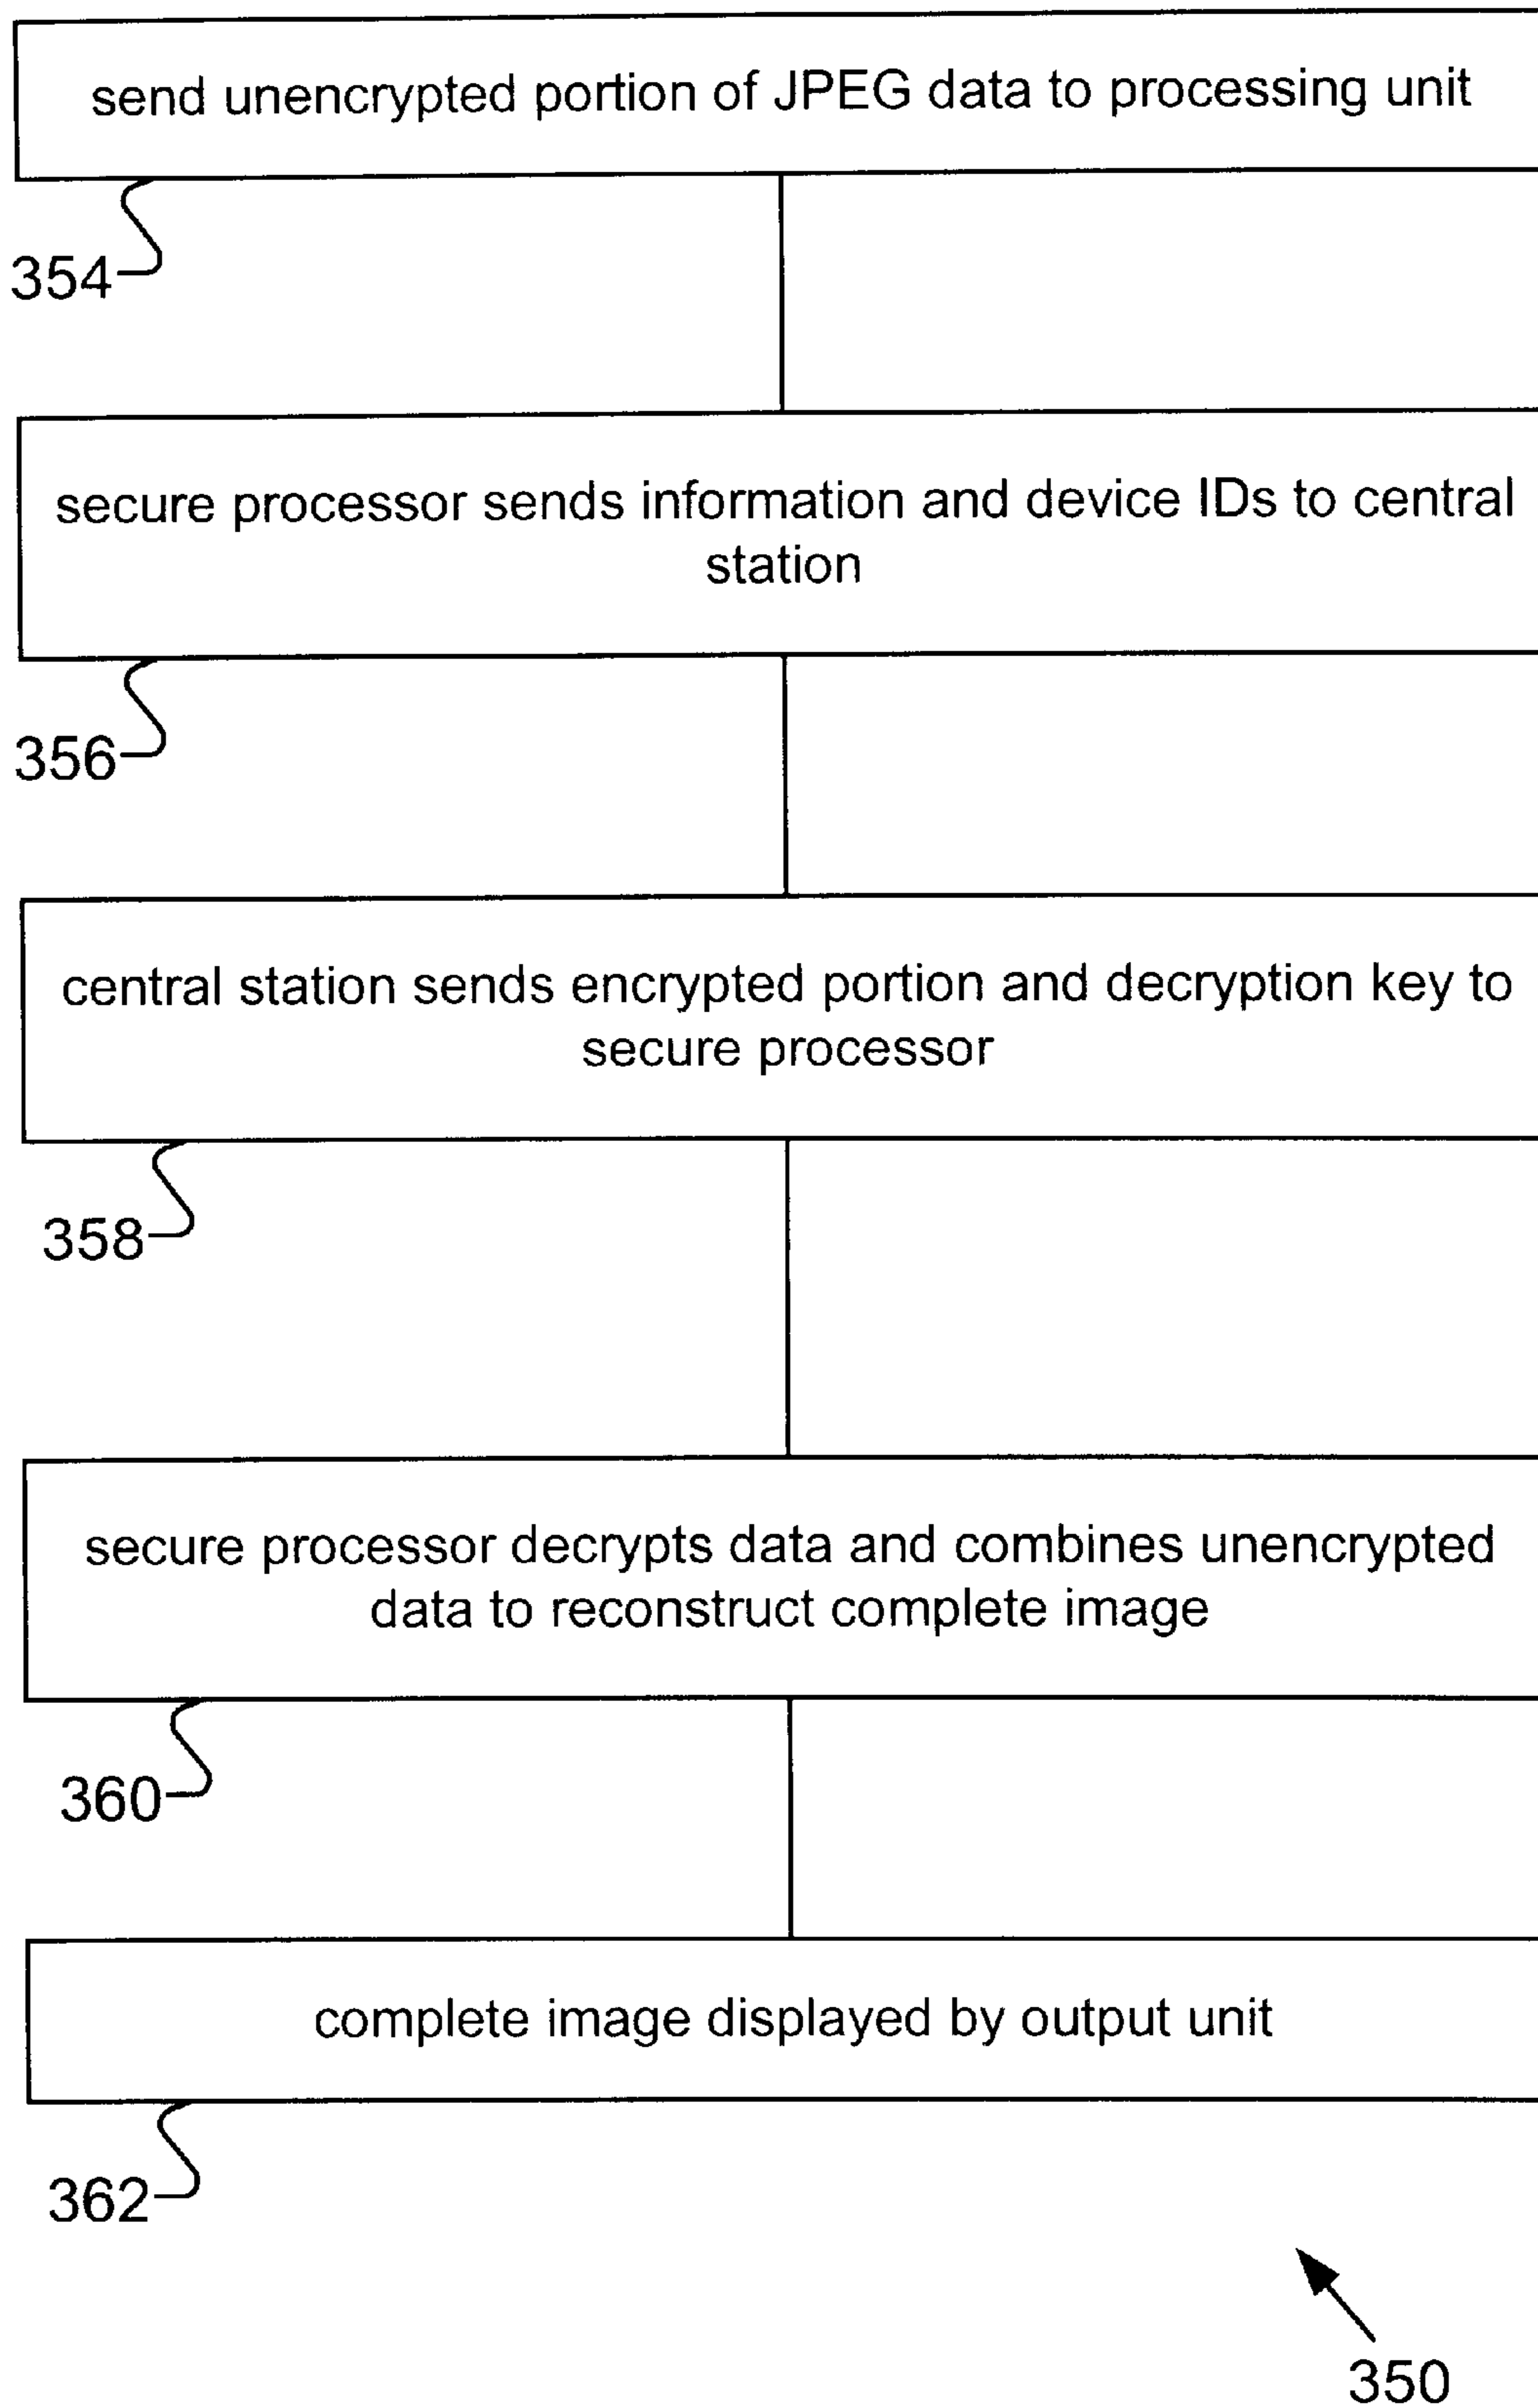 send unencrypted portion of JPEG data to processing unit
354
secure processor sends information and device IDs to central
station
356
central station sends encrypted portion and decryption key to
secure processor
358
secure processor decrypts data and combines unencrypted
data to reconstruct complete image
360
complete image displayed by output unit
362
350